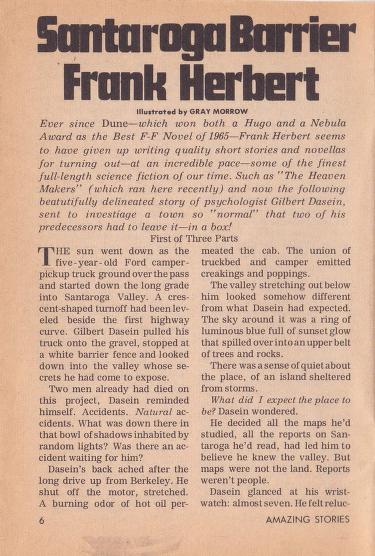 Santaroga Barrier
Frank Herbert
Illustrated by GRAY MORROW
Ever since Dune—which won both a Hugo and a Nebula
Award as the Best F-F Novel of 1965—Frank Herbert seems
to have given up writing quality short stories and novellas
for turning out—at an incredible pace—some of the finest
full-length science fiction of our time. Such as "The Heaven
Makers" (which ran here recently) and now the following
beatutifully delineated story of psychologist Gilbert Dasein,
sent to investiage a town so "normal" that two of his
predecessors had to leave it—in a box!
First of Three Parts
THE sun went down as the
five-year-old Ford camper-
pickup truck ground over the pass
and started down the long grade
into Santaroga Valley. A cres-
cent-shaped turnoff had been lev-
eled beside the first highway
curve. Gilbert Dasein pulled his
truck onto the gravel, stopped at
a white barrier fence and looked
down into the valley whose se-
crets he had come to expose.
Two men already had died on
this project, Dasein reminded
himself. Accidents. Natural ac-
cidents. What was down there in
that bowl of shadows inhabited by
random lights? Was there an ac-
cident waiting for him?
Dasein's back ached after the
long drive up from Berkeley. He
shut off the motor, stretched.
A burning odor of hot oil per-
meated the cab. The union of
truckbed and camper emitted
creakings and poppings.
The valley stretching out below
him looked somehow different
from what Dasein had expected.
The sky around it was a ring of
luminous blue full of sunset glow
that spilled over into an upper belt
of trees and rocks.
There was a sense of quiet about
the place, of an island sheltered
from storms.
What did I expect the place to
be? Dasein wondered.
He decided all the maps he'd
studied, all the reports on San-
taroga he'd read, had led him to
believe he knew the valley. But
maps were not the land. Reports
weren't people.
Dasein glanced at his wrist-
watch: almost seven. He felt reluc-
6
AMAZING STORIES